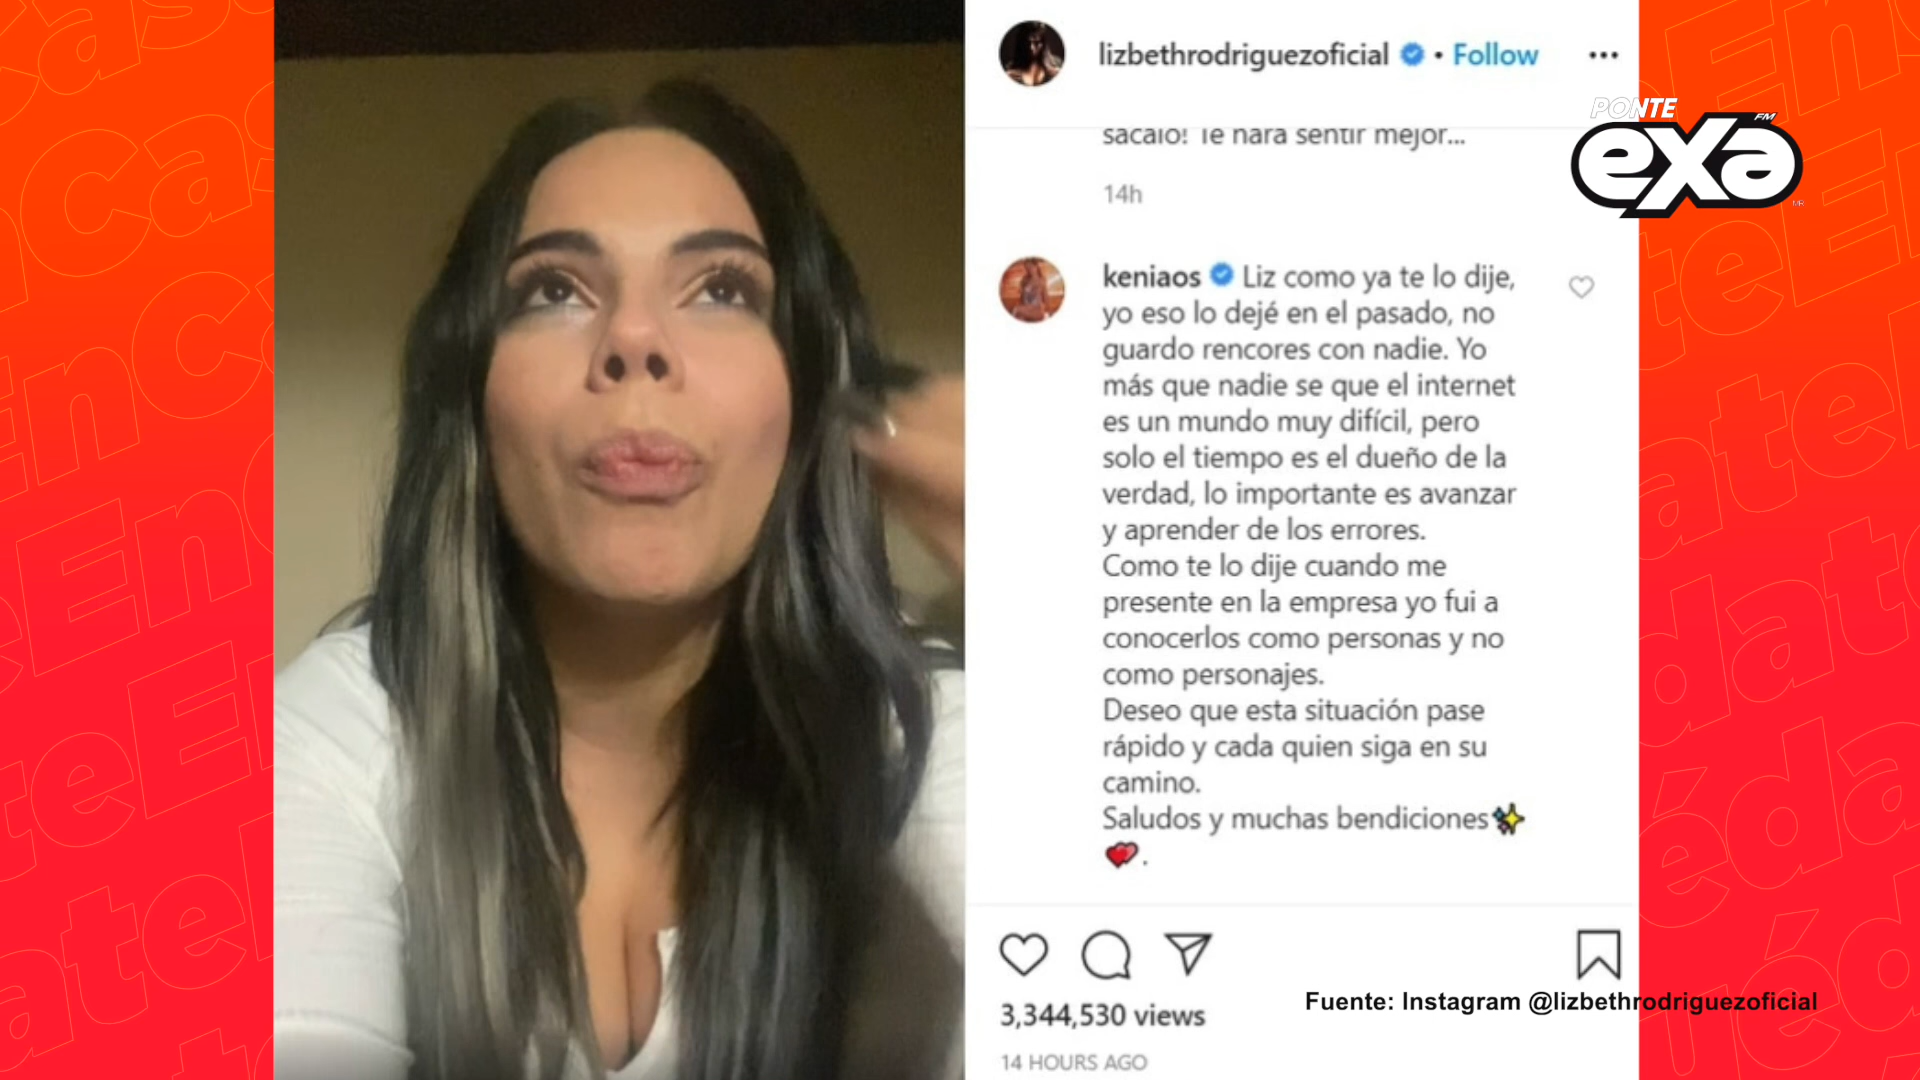 lizbethrodriguezoficial • Follow
PONTE
exa FM
MR
sácalo! Te hará sentir mejor...
14h
keniaos Liz como ya te lo dije,
yo eso lo dejé en el pasado, no
guardo rencores con nadie. Yo
más que nadie se que el internet
es un mundo muy difícil, pero
solo el tiempo es el dueño de la
verdad, lo importante es avanzar
y aprender de los errores.
Como te lo dije cuando me
presente en la empresa yo fui a
conocerlos como personas y no
como personajes.
Deseo que esta situación pase
rápido y cada quien siga en su
camino.
Saludos y muchas bendiciones✨
💕.
3,344,530 views
Fuente: Instagram @lizbethrodriguezoficial
14 HOURS AGO